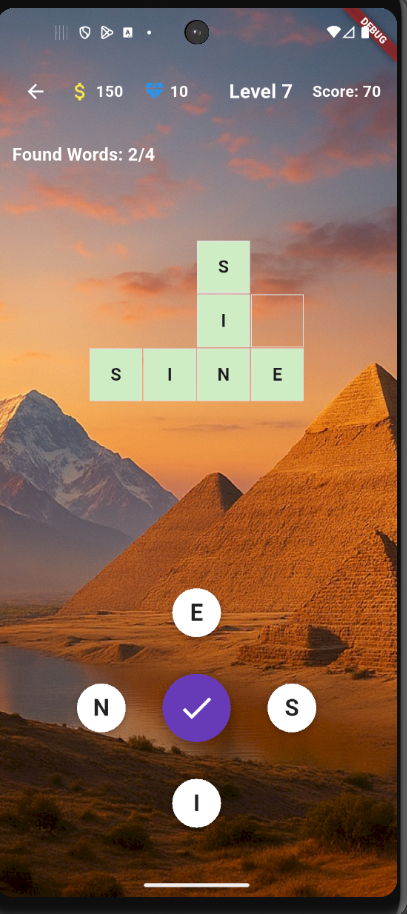 DEBUG
$ 150 10 Level 7 Score: 70
Found Words: 2/4
S
I
S I N E
E
N S
I